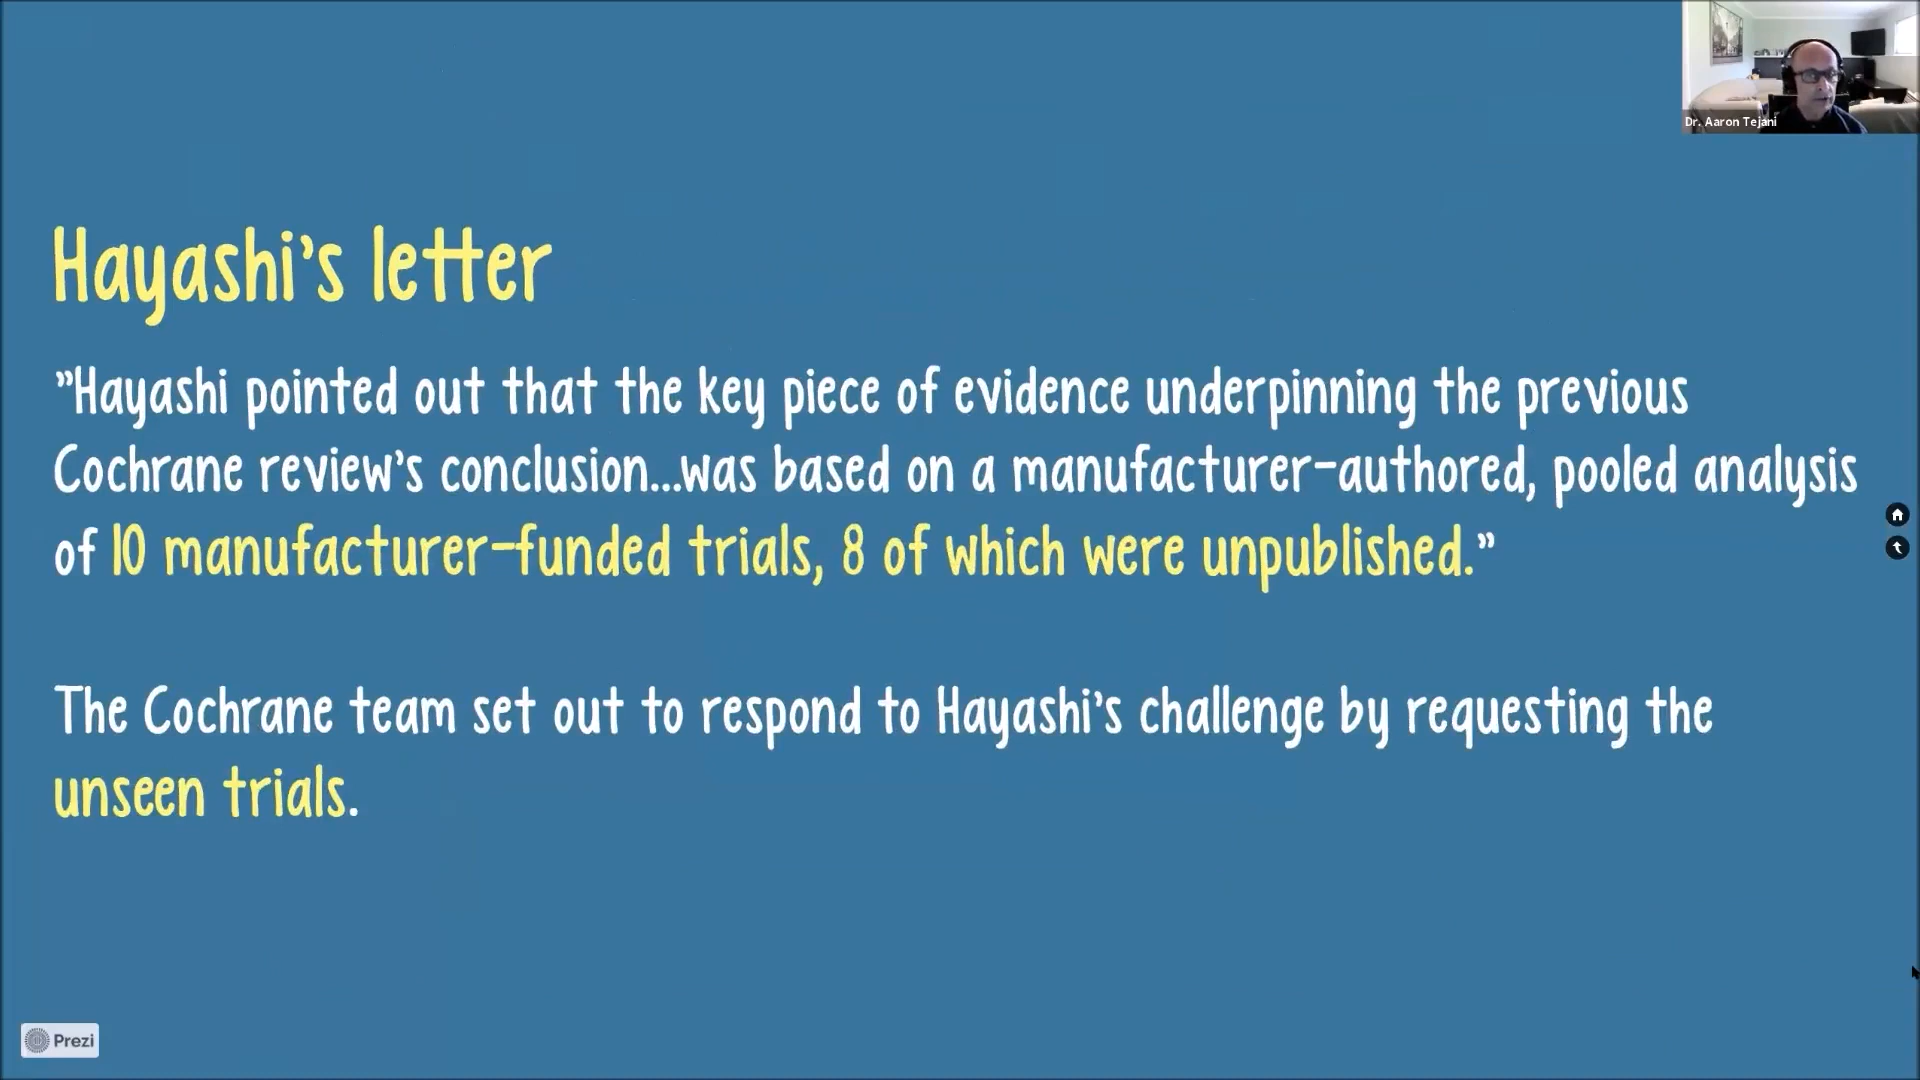 Dr. Aaron Tejani
Hayashi's letter
"Hayashi pointed out that the key piece of evidence underpinning the previous
Cochrane review's conclusion...was based on a manufacturer-authored, pooled analysis
of 10 manufacturer-funded trials, 8 of which were unpublished."
The Cochrane team set out to respond to Hayashi's challenge by requesting the
unseen trials.
Prezi